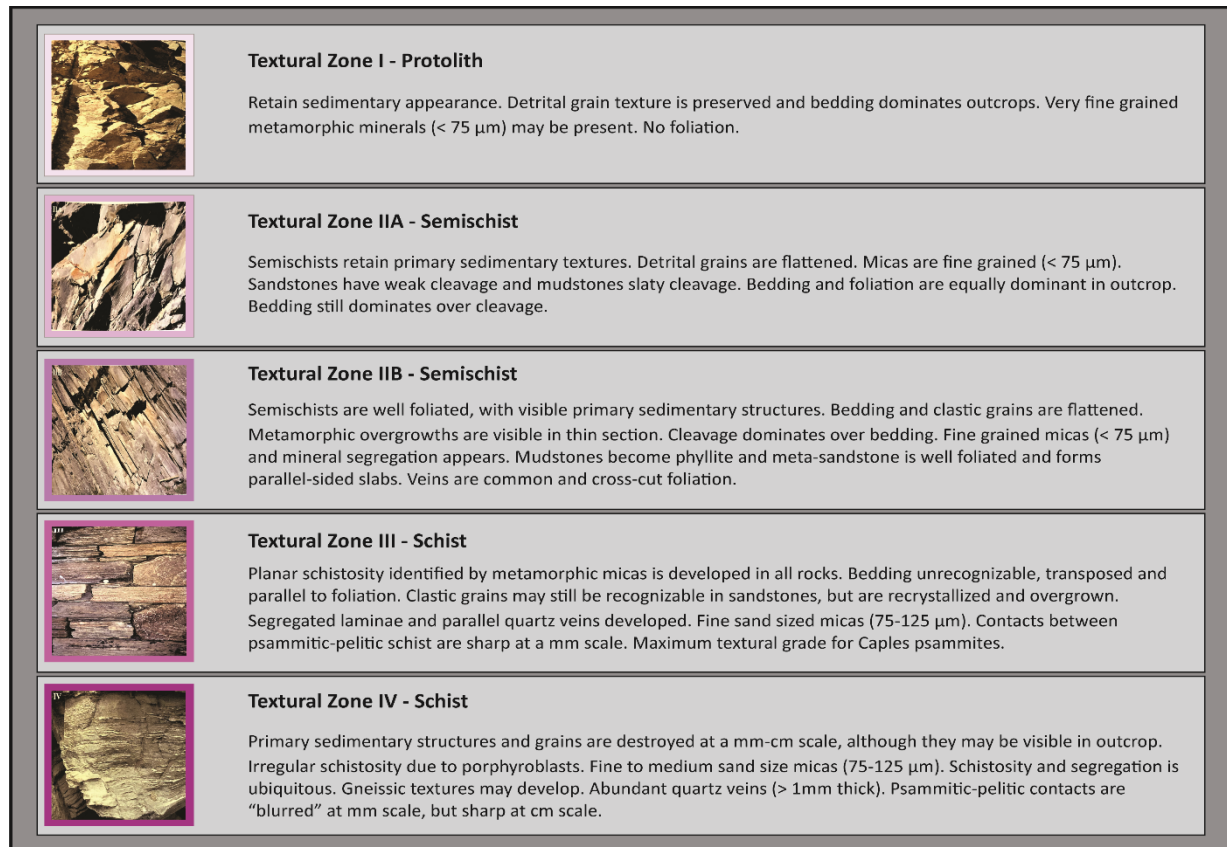 Textural Zone I - Protolith
Retain sedimentary appearance. Detrital grain texture is preserved and bedding dominates outcrops. Very fine grained
metamorphic minerals (< 75 µm) may be present. No foliation.
Textural Zone IIA - Semischist
Semischists retain primary sedimentary textures. Detrital grains are flattened. Micas are fine grained (< 75 µm).
Sandstones have weak cleavage and mudstones slaty cleavage. Bedding and foliation are equally dominant in outcrop.
Bedding still dominates over cleavage.
Textural Zone IIB - Semischist
Semischists are well foliated, with visible primary sedimentary structures. Bedding and clastic grains are flattened.
Metamorphic overgrowths are visible in thin section. Cleavage dominates over bedding. Fine grained micas (< 75 µm)
and mineral segregation appears. Mudstones become phyllite and meta-sandstone is well foliated and forms
parallel-sided slabs. Veins are common and cross-cut foliation.
III
Textural Zone III - Schist
Planar schistosity identified by metamorphic micas is developed in all rocks. Bedding unrecognizable, transposed and
parallel to foliation. Clastic grains may still be recognizable in sandstones, but are recrystallized and overgrown.
Segregated laminae and parallel quartz veins developed. Fine sand sized micas (75-125 µm). Contacts between
psammitic-pelitic schist are sharp at a mm scale. Maximum textural grade for Caples psammites.
IV
Textural Zone IV - Schist
Primary sedimentary structures and grains are destroyed at a mm-cm scale, although they may be visible in outcrop.
Irregular schistosity due to porphyroblasts. Fine to medium sand size micas (75-125 µm). Schistosity and segregation is
ubiquitous. Gneissic textures may develop. Abundant quartz veins (> 1mm thick). Psammitic-pelitic contacts are
“blurred” at mm scale, but sharp at cm scale.